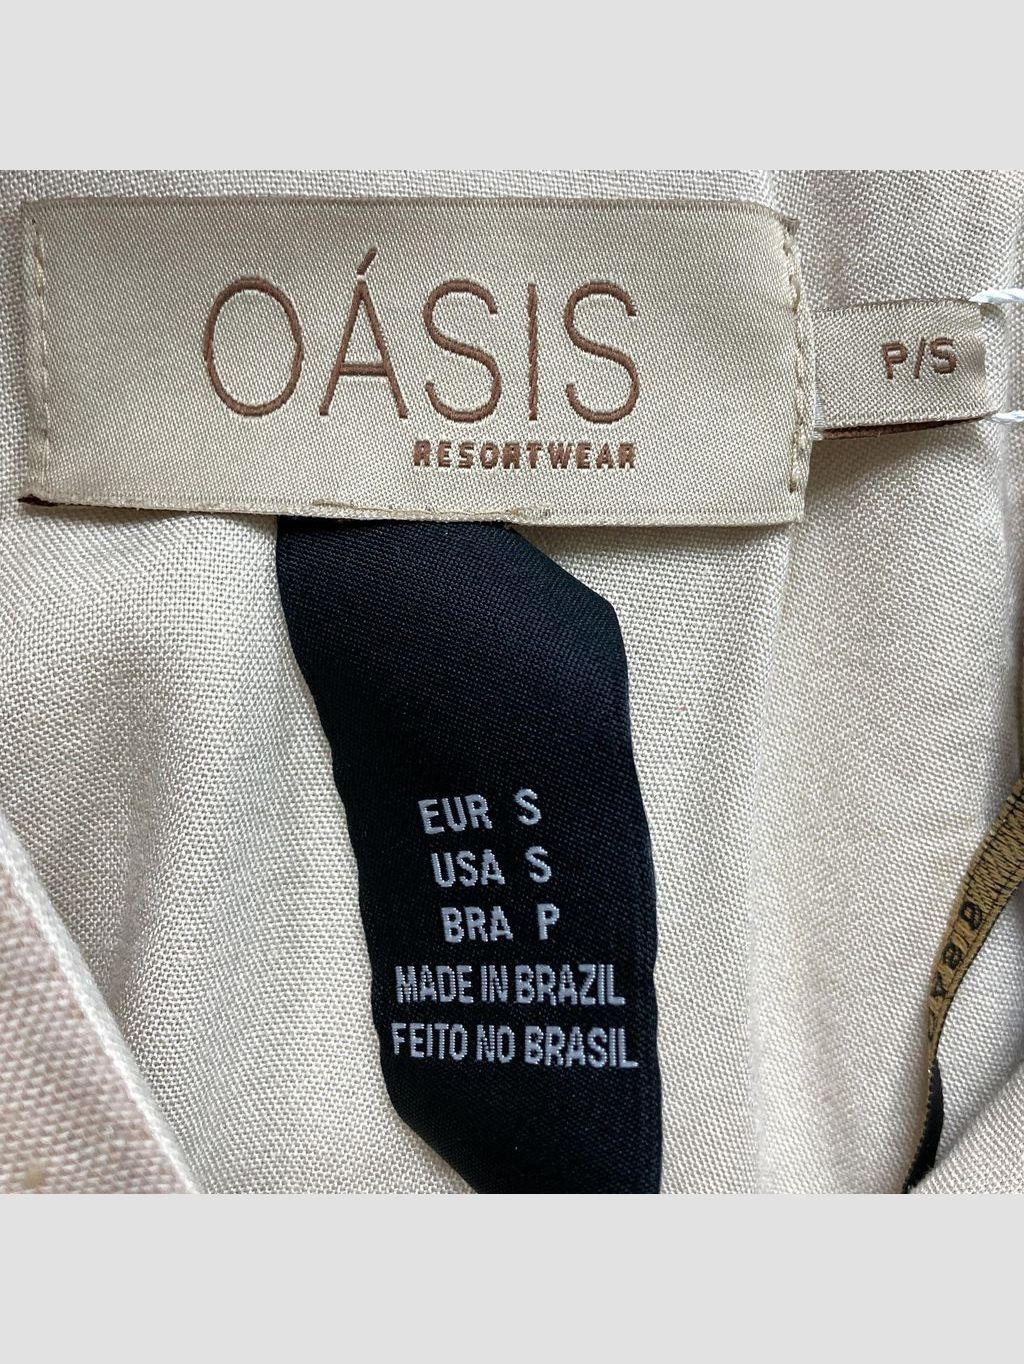 OÁSIS
RESORTWEAR
P/S
EUR S
USA S
BRA P
MADE IN BRAZIL
FEITO NO BRASIL